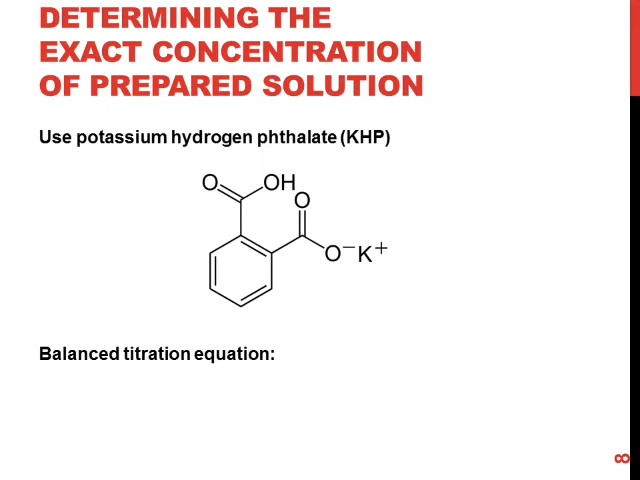 DETERMINING THE
EXACT CONCENTRATION
OF PREPARED SOLUTION
Use potassium hydrogen phthalate (KHP)
O
OH
O
O⁻ K⁺
Balanced titration equation:
8